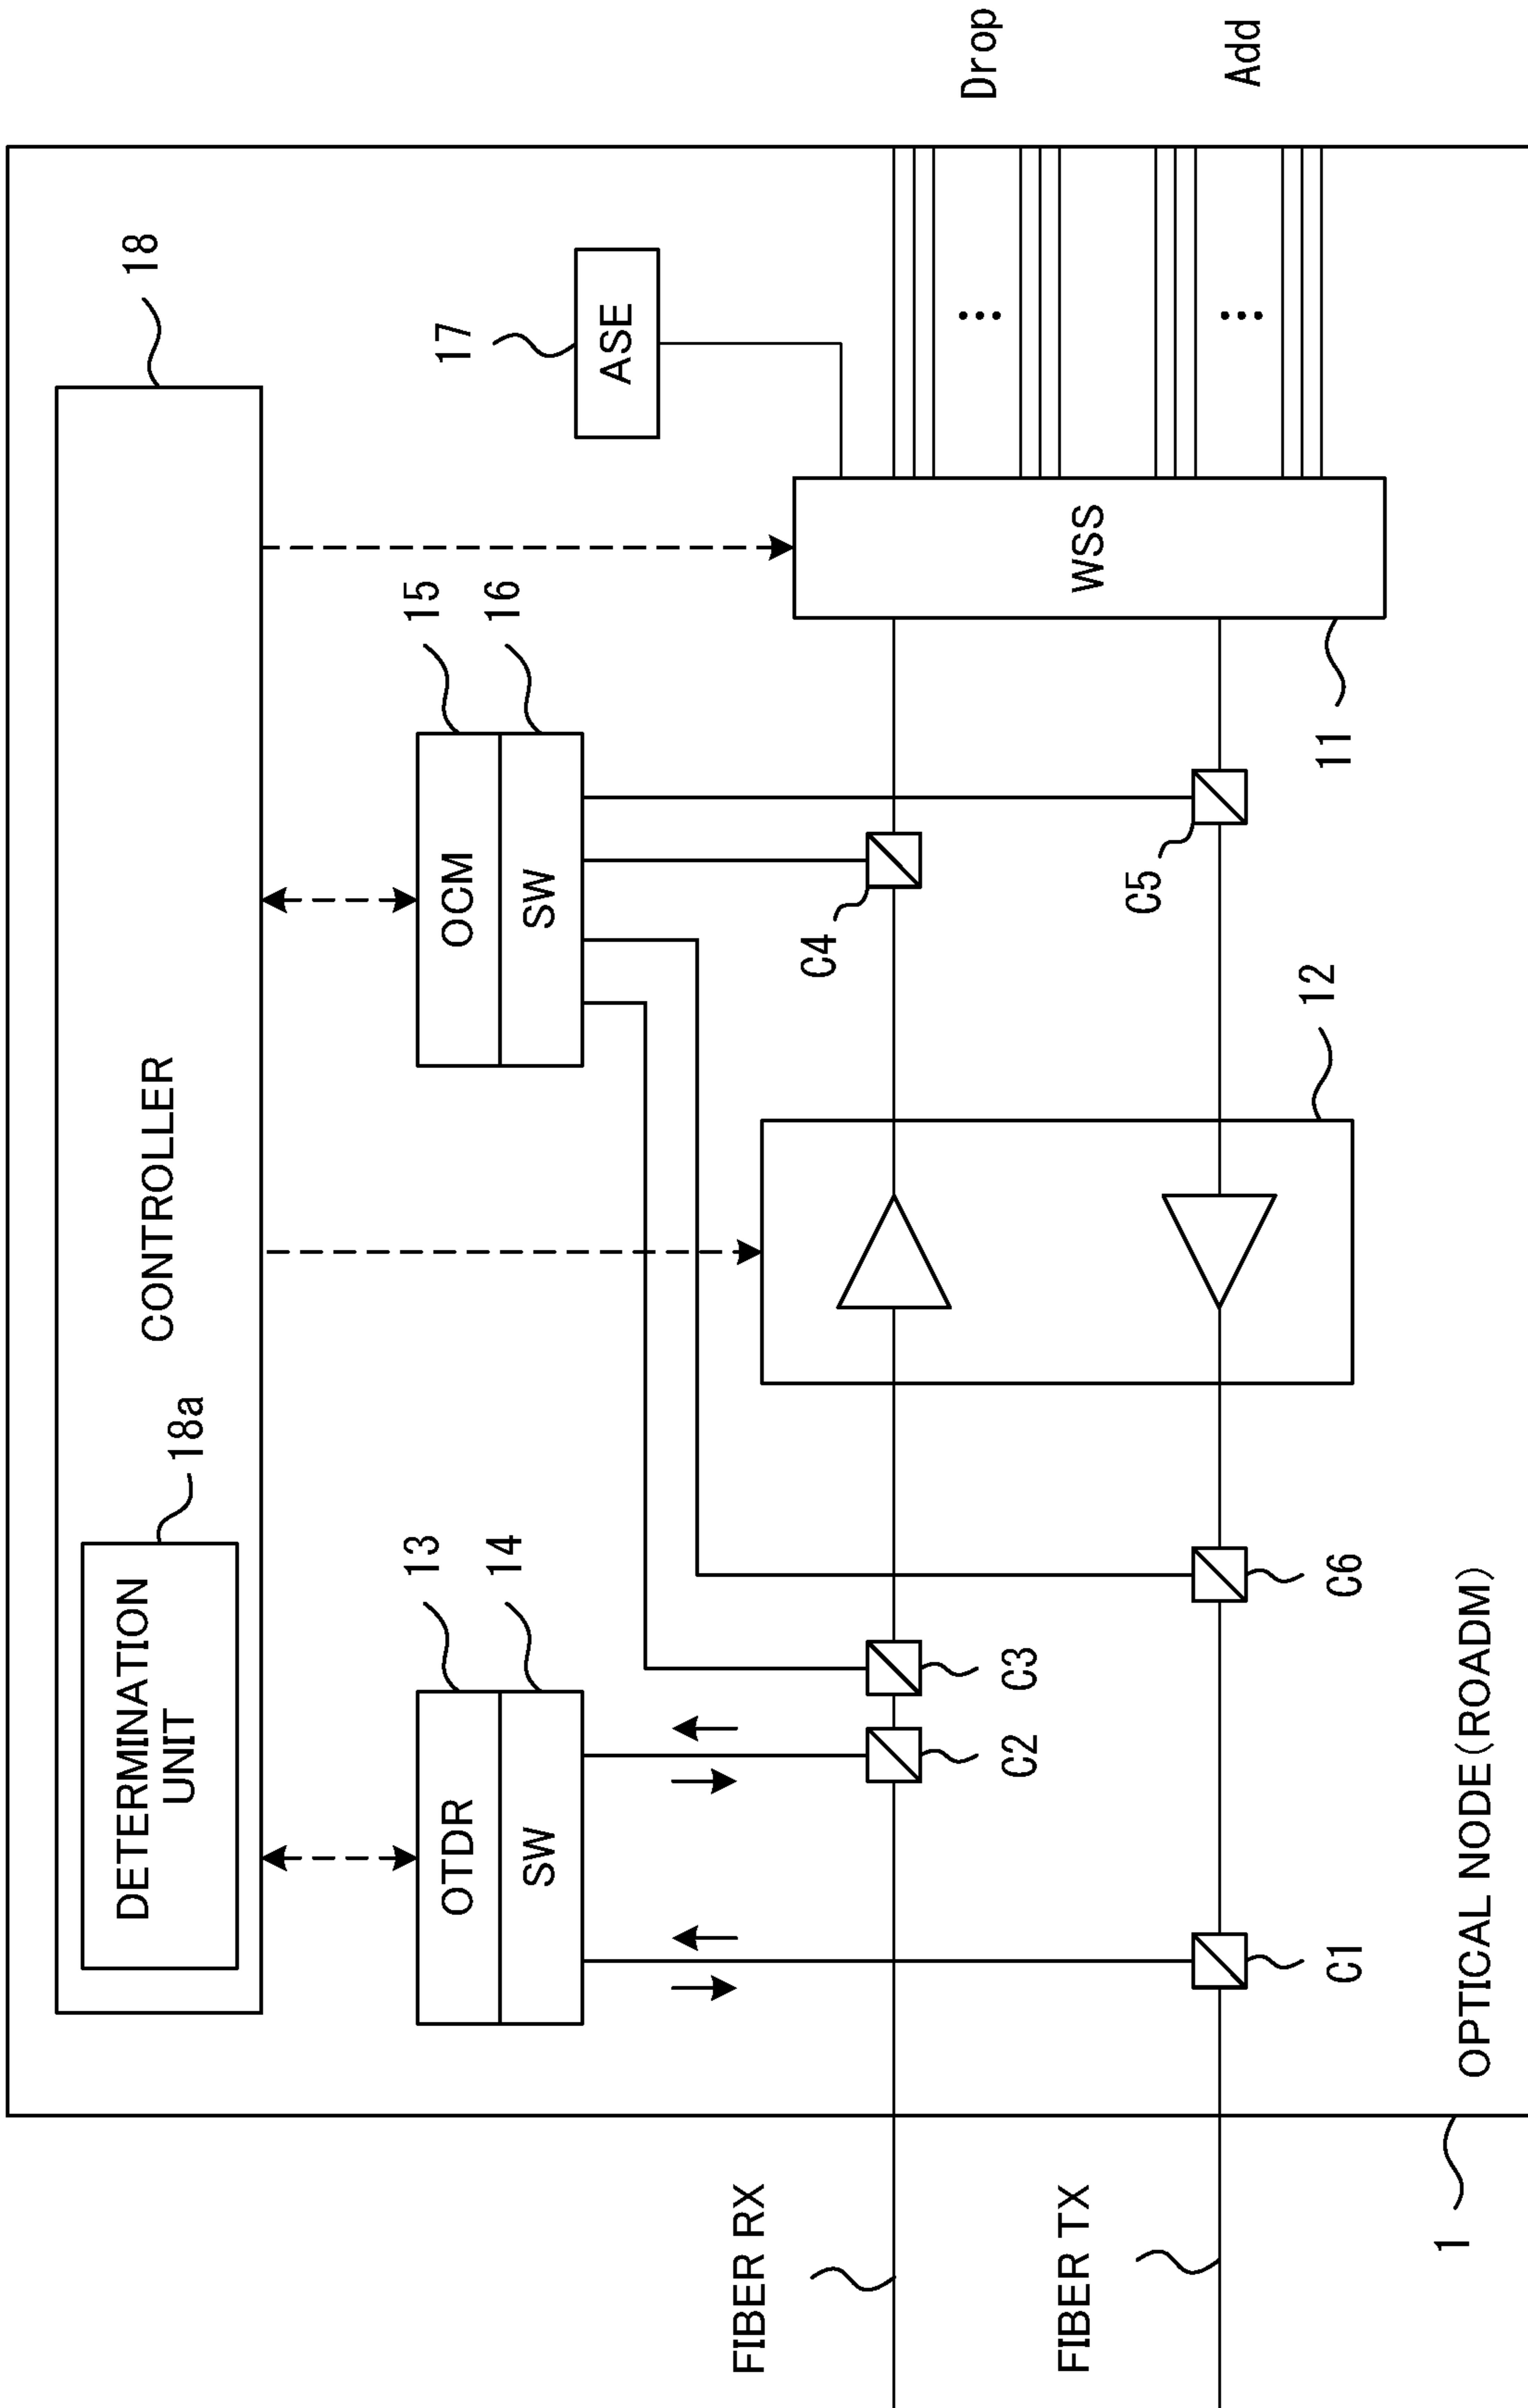 18
CONTROLLER
18a
DETERMINATION
UNIT
13
14
OTDR
SW
15
16
OCM
SW
17
ASE
WSS
11
12
C1
C2
C3
C4
C5
C6
Drop
Add
⋮
⋮
FIBER RX
FIBER TX
1
OPTICAL NODE(ROADM)